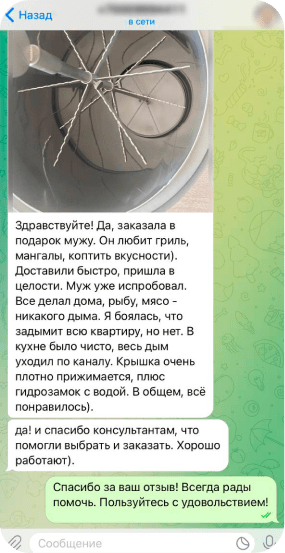 Назад
в сети
Здравствуйте! Да, заказала в
подарок мужу. Он любит гриль,
мангалы, коптить вкусности).
Доставили быстро, пришла в
целости. Муж уже испробовал.
Все делал дома, рыбу, мясо -
никакого дыма. Я боялась, что
задымит всю квартиру, но нет. В
кухне было чисто, весь дым
уходил по каналу. Крышка очень
плотно прижимается, плюс
гидрозамок с водой. В общем, всё
понравилось).
да! и спасибо консультантам, что
помогли выбрать и заказать. Хорошо
работают).
Спасибо за ваш отзыв! Всегда рады
помочь. Пользуйтесь с удовольствием!
Сообщение